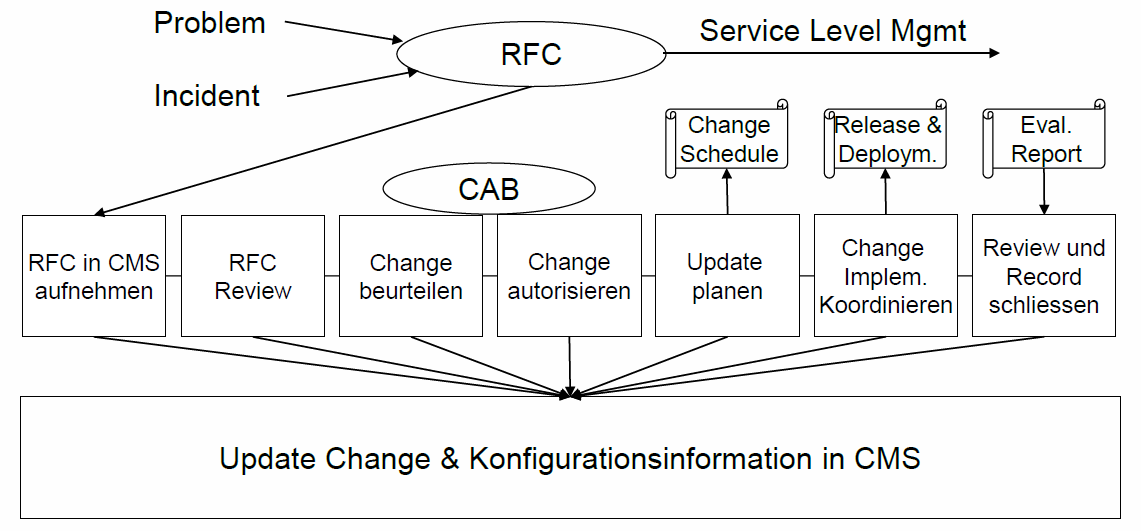 Problem
RFC
Service Level Mgmt
Incident
Change
Schedule
Release &
Deploym.
Eval.
Report
CAB
RFC in CMS
aufnehmen
RFC
Review
Change
beurteilen
Change
autorisieren
Update
planen
Change
Implem.
Koordinieren
Review und
Record
schliessen
Update Change & Konfigurationsinformation in CMS